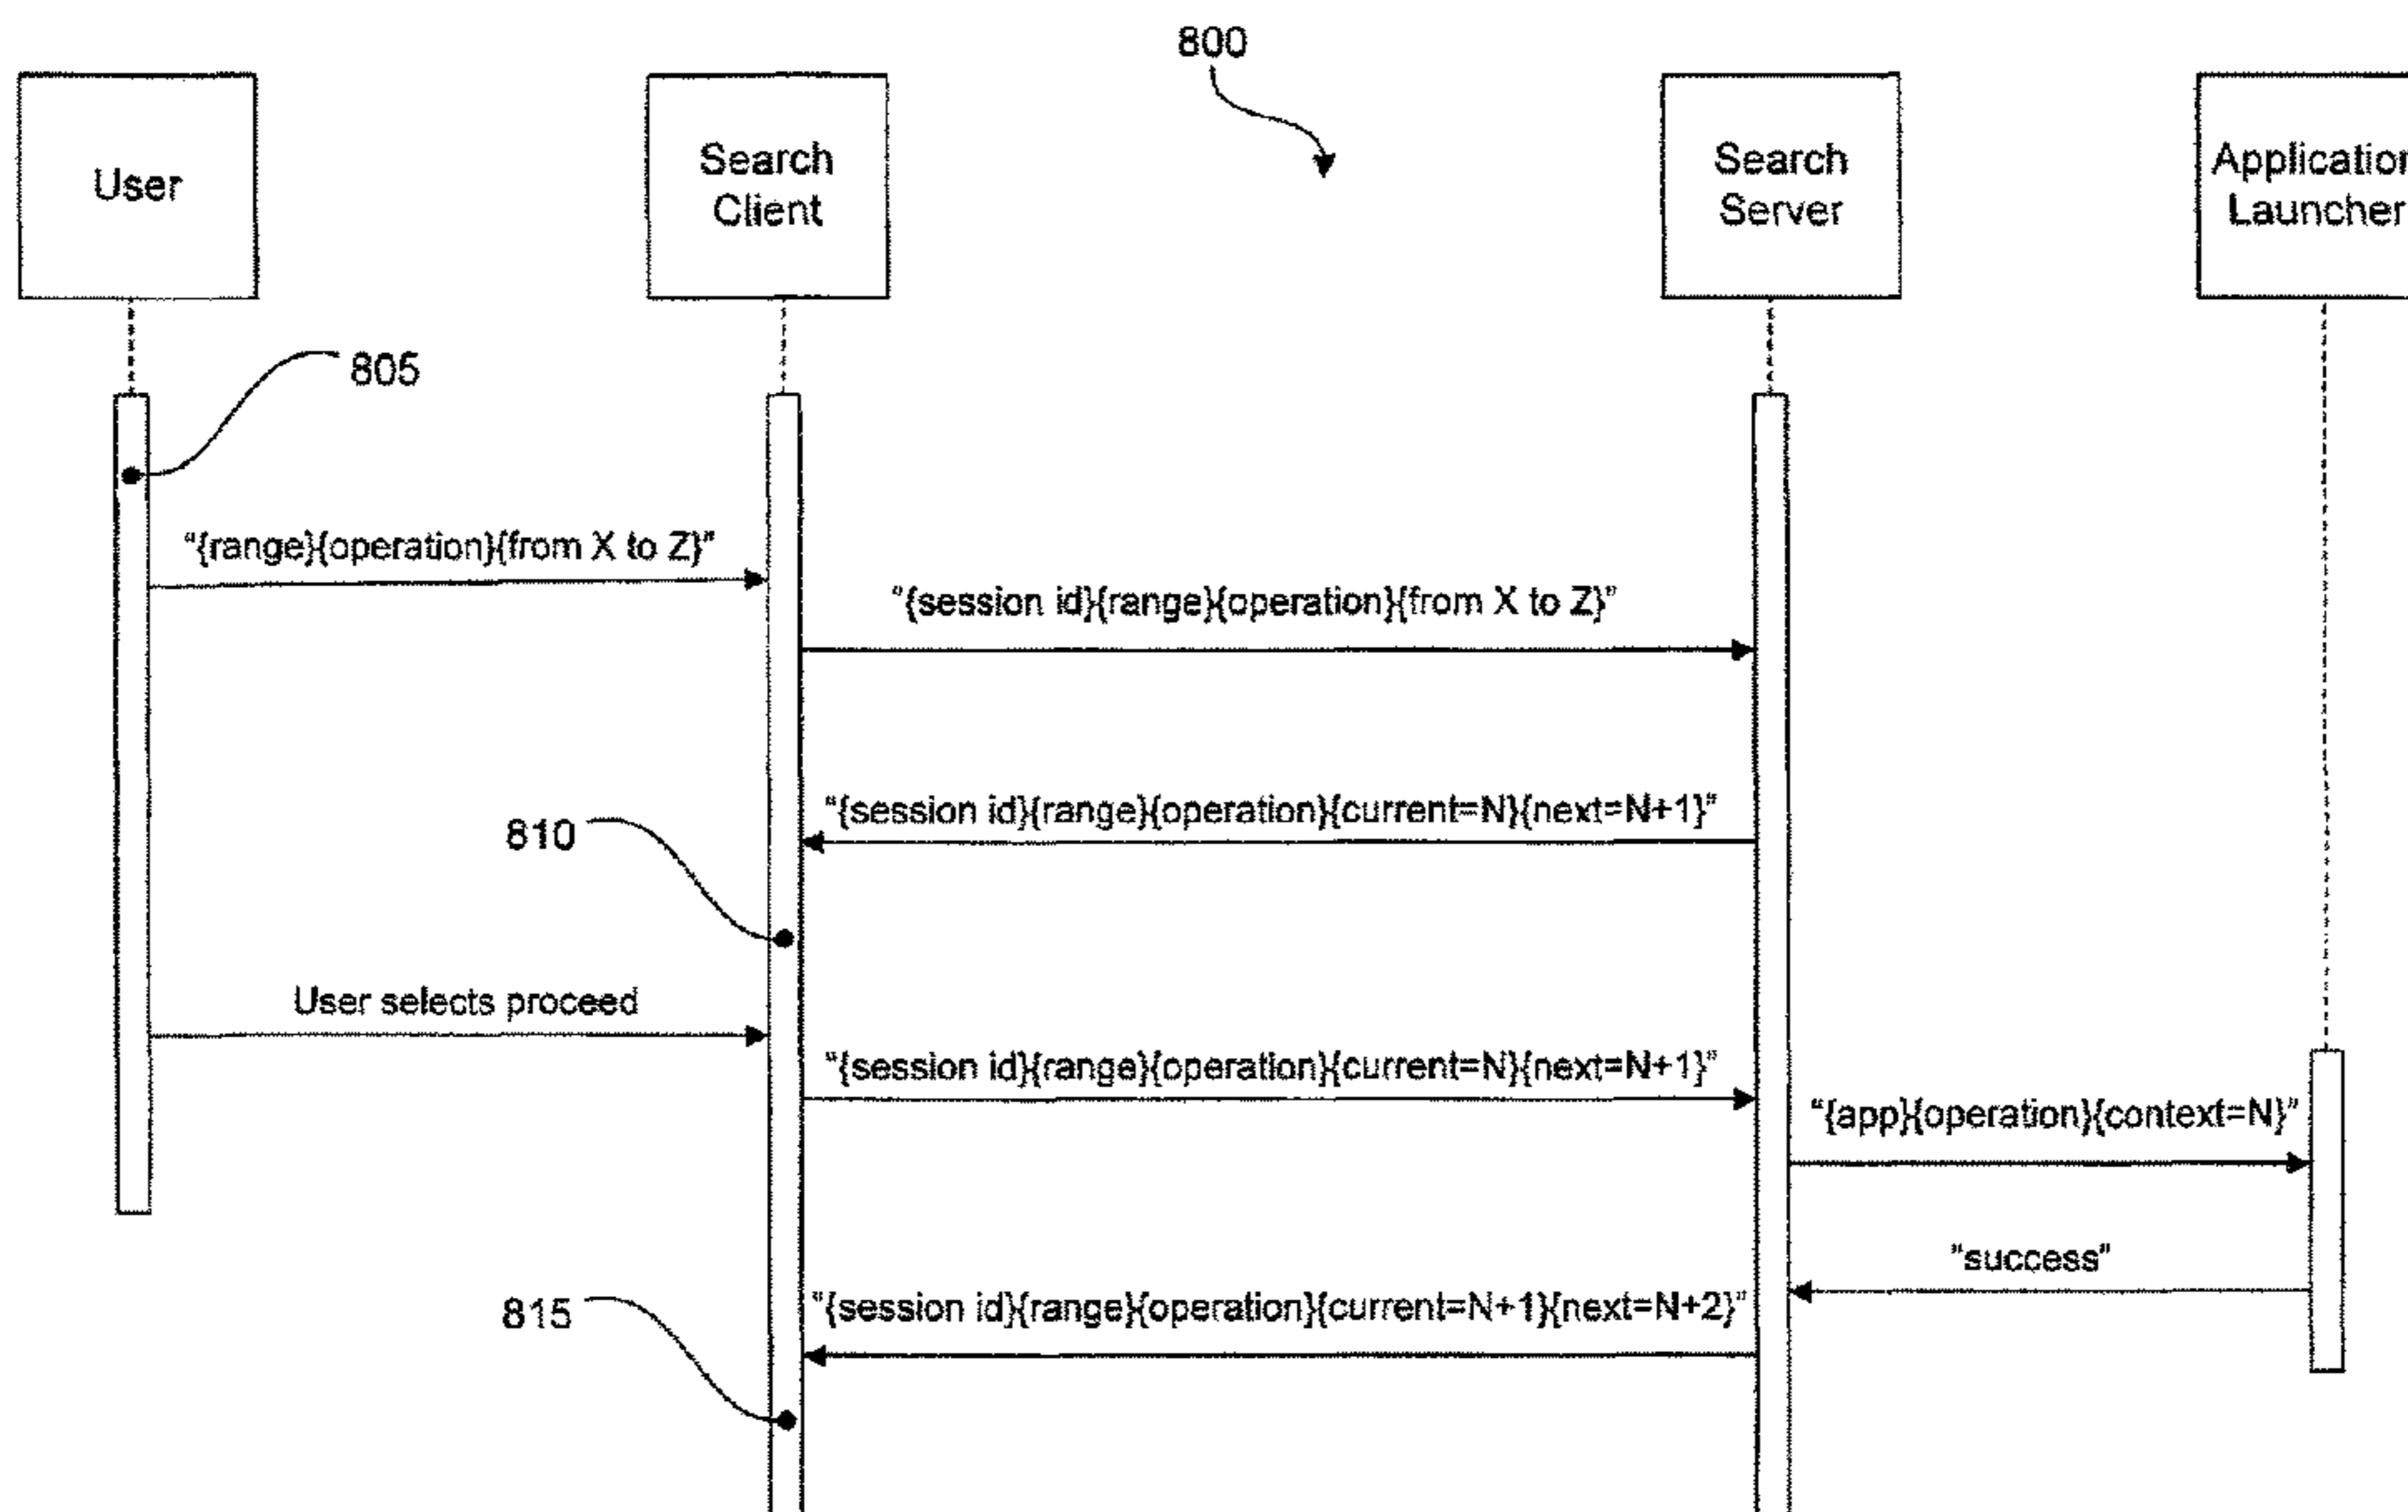 800
User
Search
Client
Search
Server
Application
Launcher
805
“{range}{operation}{from X to Z}”
“{session id}{range}{operation}{from X to Z}”
“{session id}{range}{operation}{current=N}{next=N+1}”
810
User selects proceed
“{session id}{range}{operation}{current=N}{next=N+1}”
“{app}{operation}{context=N}”
“success”
“{session id}{range}{operation}{current=N+1}{next=N+2}”
815